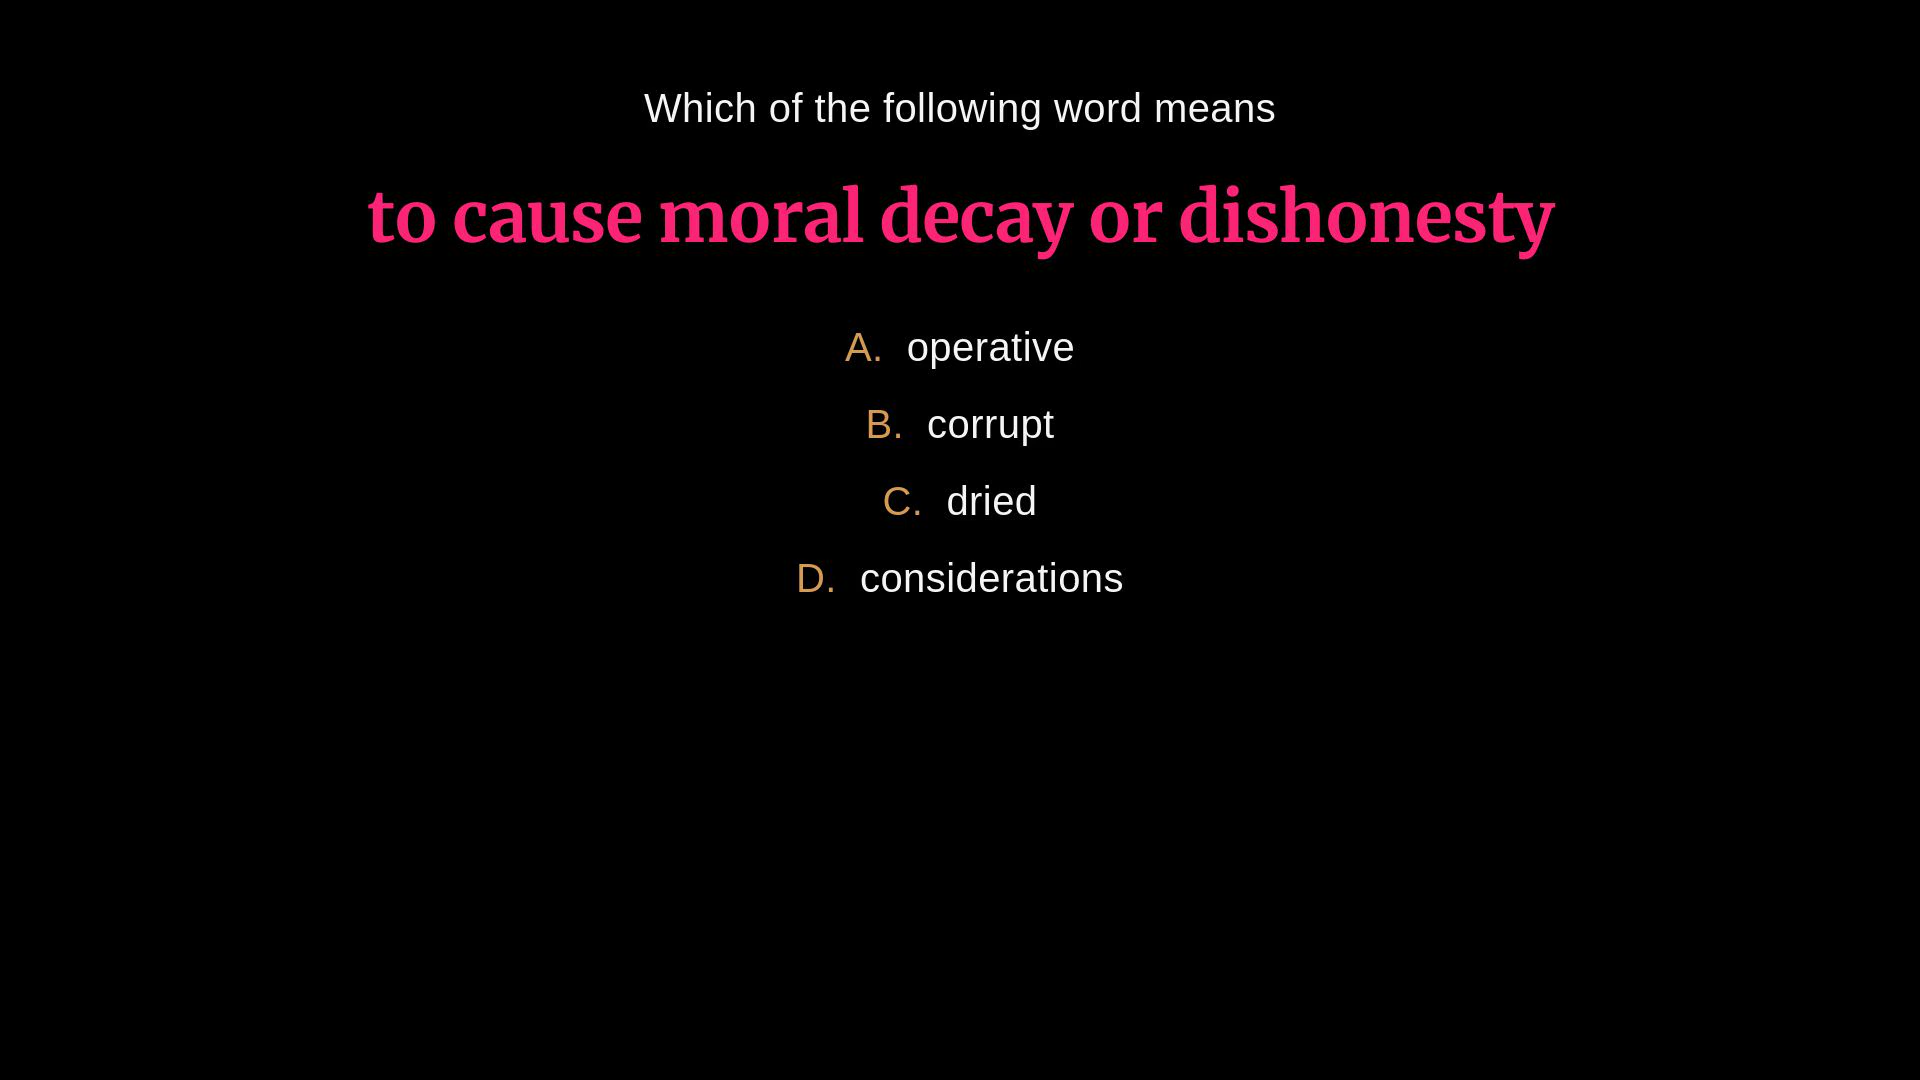 Which of the following word means
to cause moral decay or dishonesty
A. operative
B. corrupt
C. dried
D. considerations